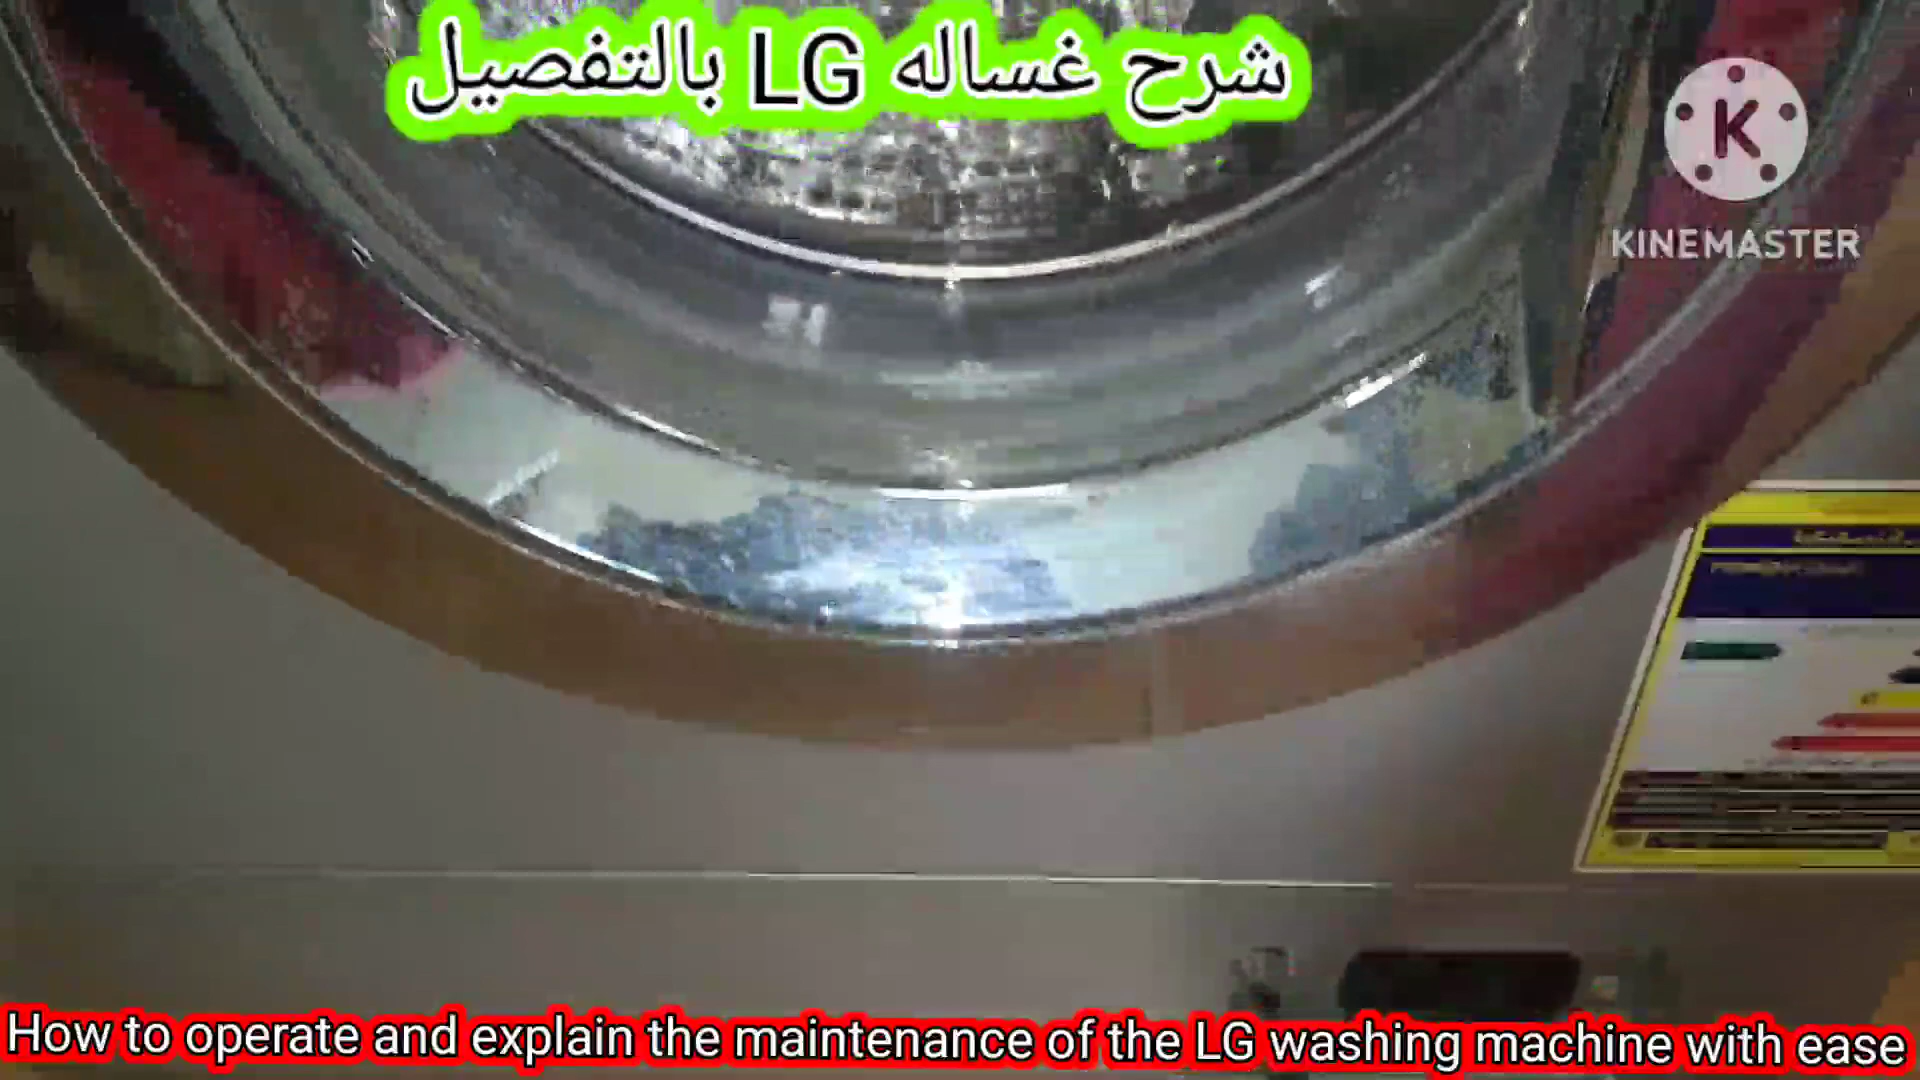 شرح غساله LG بالتفصيل
KINEMASTER
How to operate and explain the maintenance of the LG washing machine with ease